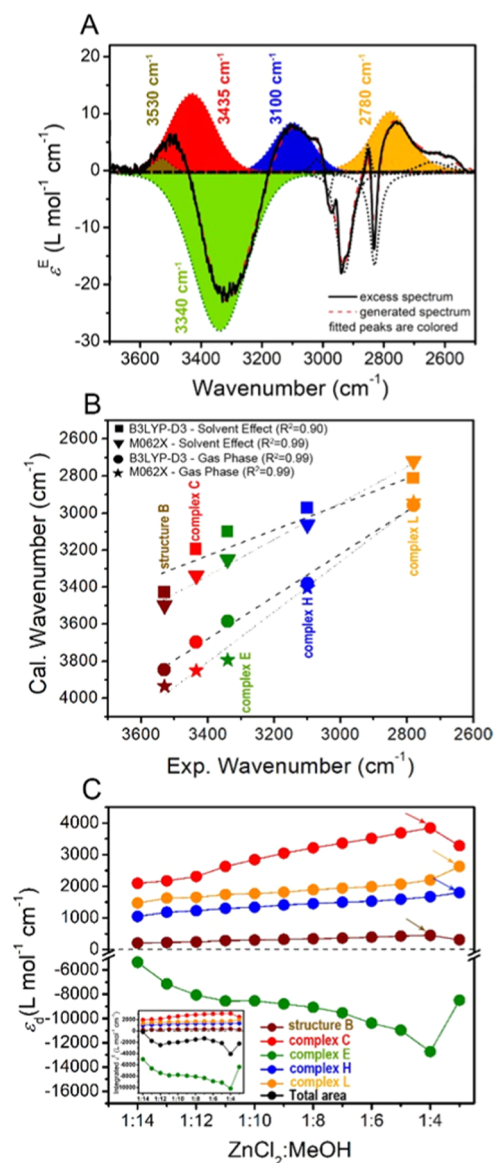 A
3530 cm⁻¹
3435 cm⁻¹
3100 cm⁻¹
2780 cm⁻¹
3340 cm⁻¹
20
10
0
-10
-20
-30
εᴱ (L mol⁻¹ cm⁻¹)
excess spectrum
generated spectrum
fitted peaks are colored
3600 3400 3200 3000 2800 2600
Wavenumber (cm⁻¹)
B
B3LYP-D3 - Solvent Effect (R²=0.90)
M062X - Solvent Effect (R²=0.99)
B3LYP-D3 - Gas Phase (R²=0.99)
M062X - Gas Phase (R²=0.99)
structure B
complex C
complex E
complex H
complex L
2600
2800
3000
3200
3400
3600
3800
4000
Cal. Wavenumber (cm⁻¹)
3600 3400 3200 3000 2800 2600
Exp. Wavenumber (cm⁻¹)
C
4000
3000
2000
1000
0
-6000
-8000
-10000
-12000
-14000
-16000
εd(L mol⁻¹ cm⁻¹)
structure B
complex C
complex E
complex H
complex L
Total area
1:14 1:12 1:10 1:8 1:6 1:4
ZnCl₂:MeOH